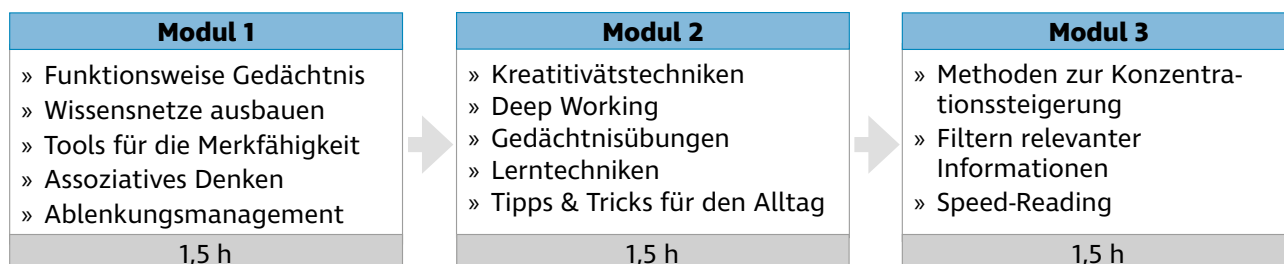 Modul 1
» Funktionsweise Gedächtnis
» Wissensnetze ausbauen
» Tools für die Merkfähigkeit
» Assoziatives Denken
» Ablenkungsmanagement
1,5 h
Modul 2
» Kreatitivätstechniken
» Deep Working
» Gedächtnisübungen
» Lerntechniken
» Tipps & Tricks für den Alltag
1,5 h
Modul 3
» Methoden zur Konzentra-
tionssteigerung
» Filtern relevanter
Informationen
» Speed-Reading
1,5 h